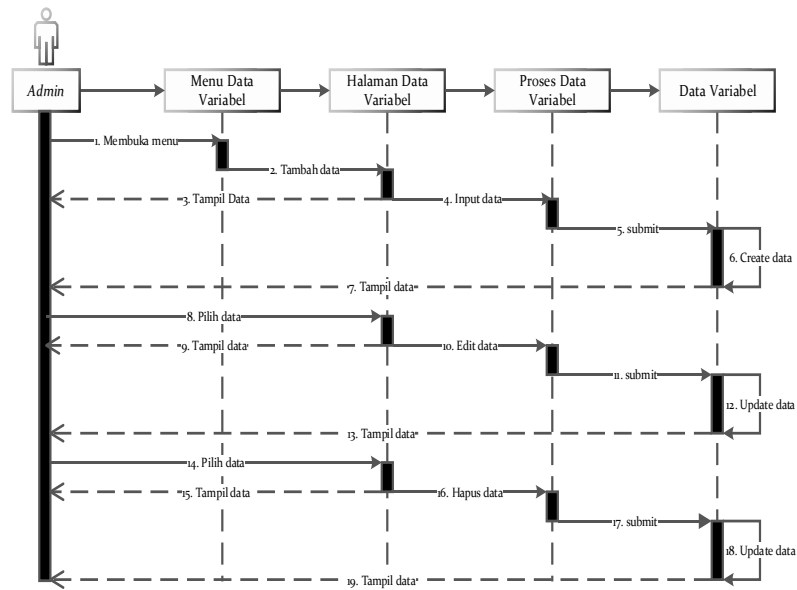 Admin
Menu Data
Variabel
Halaman Data
Variabel
Proses Data
Variabel
Data Variabel
1. Membuka menu
2. Tambah data
3. Tampil Data
4. Input data
5. submit
6. Create data
7. Tampil data
8. Pilih data
9. Tampil data
10. Edit data
11. submit
12. Update data
13. Tampil data
14. Pilih data
15. Tampil data
16. Hapus data
17. submit
18. Update data
19. Tampil data